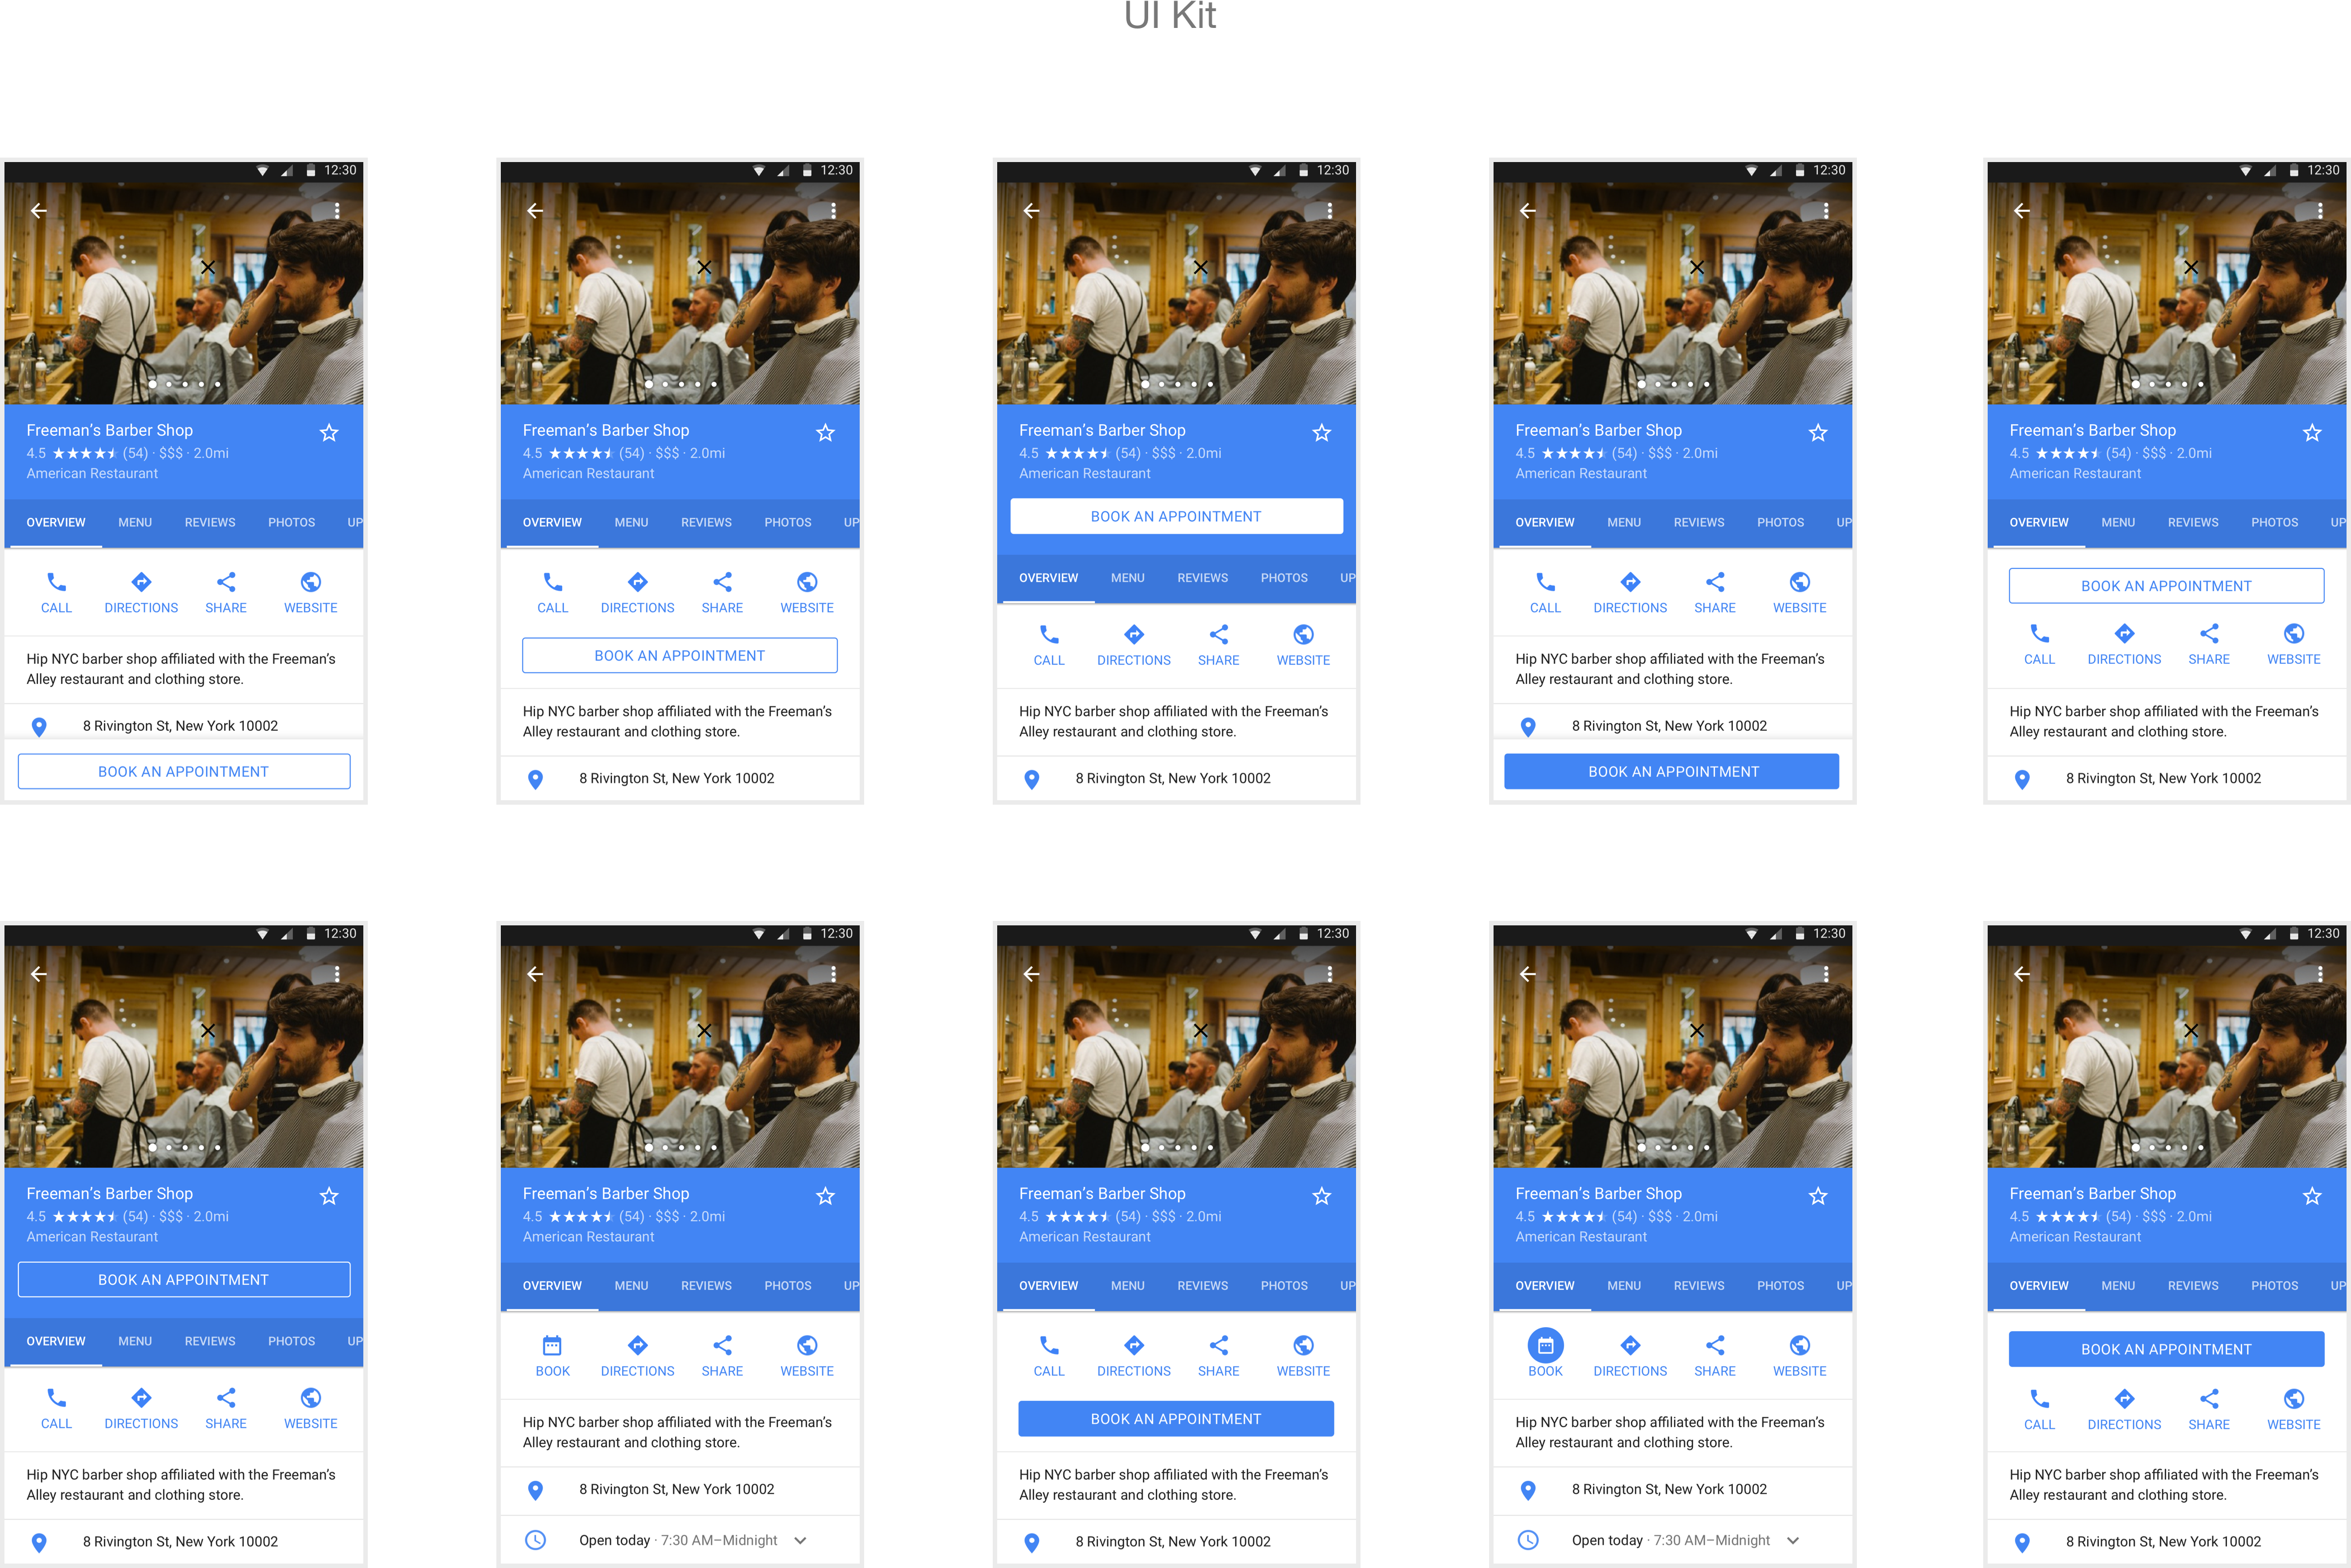 UI Kit
12:30
Freeman’s Barber Shop
4.5 ★★★★⯨ (54) · $$$ · 2.0mi
American Restaurant
OVERVIEW MENU REVIEWS PHOTOS UP
CALL DIRECTIONS SHARE WEBSITE
Hip NYC barber shop affiliated with the Freeman’s
Alley restaurant and clothing store.
8 Rivington St, New York 10002
BOOK AN APPOINTMENT
12:30
Freeman’s Barber Shop
4.5 ★★★★⯨ (54) · $$$ · 2.0mi
American Restaurant
OVERVIEW MENU REVIEWS PHOTOS UP
CALL DIRECTIONS SHARE WEBSITE
BOOK AN APPOINTMENT
Hip NYC barber shop affiliated with the Freeman’s
Alley restaurant and clothing store.
8 Rivington St, New York 10002
12:30
Freeman’s Barber Shop
4.5 ★★★★⯨ (54) · $$$ · 2.0mi
American Restaurant
BOOK AN APPOINTMENT
OVERVIEW MENU REVIEWS PHOTOS UP
CALL DIRECTIONS SHARE WEBSITE
Hip NYC barber shop affiliated with the Freeman’s
Alley restaurant and clothing store.
8 Rivington St, New York 10002
12:30
Freeman’s Barber Shop
4.5 ★★★★⯨ (54) · $$$ · 2.0mi
American Restaurant
OVERVIEW MENU REVIEWS PHOTOS UP
CALL DIRECTIONS SHARE WEBSITE
Hip NYC barber shop affiliated with the Freeman’s
Alley restaurant and clothing store.
8 Rivington St, New York 10002
BOOK AN APPOINTMENT
12:30
Freeman’s Barber Shop
4.5 ★★★★⯨ (54) · $$$ · 2.0mi
American Restaurant
OVERVIEW MENU REVIEWS PHOTOS UP
BOOK AN APPOINTMENT
CALL DIRECTIONS SHARE WEBSITE
Hip NYC barber shop affiliated with the Freeman’s
Alley restaurant and clothing store.
8 Rivington St, New York 10002
12:30
Freeman’s Barber Shop
4.5 ★★★★⯨ (54) · $$$ · 2.0mi
American Restaurant
BOOK AN APPOINTMENT
OVERVIEW MENU REVIEWS PHOTOS UP
CALL DIRECTIONS SHARE WEBSITE
Hip NYC barber shop affiliated with the Freeman’s
Alley restaurant and clothing store.
8 Rivington St, New York 10002
12:30
Freeman’s Barber Shop
4.5 ★★★★⯨ (54) · $$$ · 2.0mi
American Restaurant
OVERVIEW MENU REVIEWS PHOTOS UP
BOOK DIRECTIONS SHARE WEBSITE
Hip NYC barber shop affiliated with the Freeman’s
Alley restaurant and clothing store.
8 Rivington St, New York 10002
Open today · 7:30 AM–Midnight
12:30
Freeman’s Barber Shop
4.5 ★★★★⯨ (54) · $$$ · 2.0mi
American Restaurant
OVERVIEW MENU REVIEWS PHOTOS UP
CALL DIRECTIONS SHARE WEBSITE
BOOK AN APPOINTMENT
Hip NYC barber shop affiliated with the Freeman’s
Alley restaurant and clothing store.
8 Rivington St, New York 10002
12:30
Freeman’s Barber Shop
4.5 ★★★★⯨ (54) · $$$ · 2.0mi
American Restaurant
OVERVIEW MENU REVIEWS PHOTOS UP
BOOK DIRECTIONS SHARE WEBSITE
Hip NYC barber shop affiliated with the Freeman’s
Alley restaurant and clothing store.
8 Rivington St, New York 10002
Open today · 7:30 AM–Midnight
12:30
Freeman’s Barber Shop
4.5 ★★★★⯨ (54) · $$$ · 2.0mi
American Restaurant
OVERVIEW MENU REVIEWS PHOTOS UP
BOOK AN APPOINTMENT
CALL DIRECTIONS SHARE WEBSITE
Hip NYC barber shop affiliated with the Freeman’s
Alley restaurant and clothing store.
8 Rivington St, New York 10002